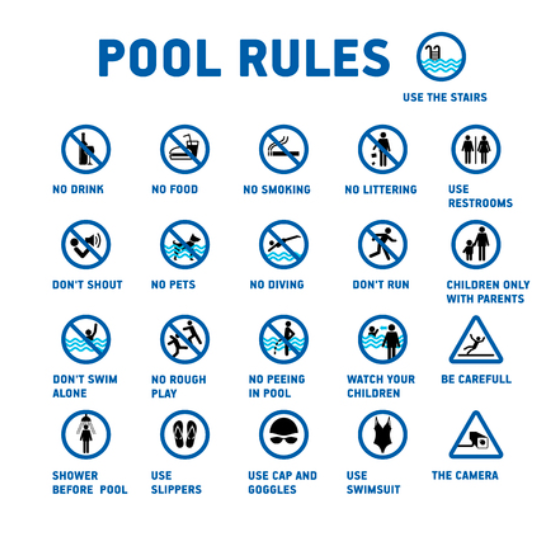 POOL RULES
USE THE STAIRS
NO DRINK
NO FOOD
NO SMOKING
NO LITTERING
USE
RESTROOMS
DON'T SHOUT
NO PETS
NO DIVING
DON'T RUN
CHILDREN ONLY
WITH PARENTS
DON'T SWIM
ALONE
NO ROUGH
PLAY
NO PEEING
IN POOL
WATCH YOUR
CHILDREN
BE CAREFULL
SHOWER
BEFORE POOL
USE
SLIPPERS
USE CAP AND
GOGGLES
USE
SWIMSUIT
THE CAMERA